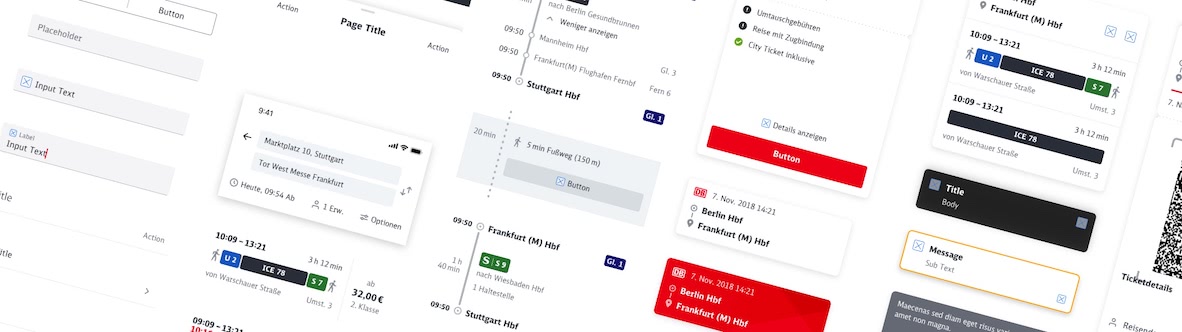 Button
Placeholder
Input Text
Label
Input Text
Action
Action
Page Title
Action
9:41
Marktplatz 10, Stuttgart
Tor West Messe Frankfurt
Heute, 09:54 Ab
1 Erw.
Optionen
10:09 – 13:21
3 h 12 min
U 2
ICE 78
S 7
von Warschauer Straße
Umst. 3
ab
32,00 €
2. Klasse
09:09 – 13:21
nach Berlin Gesundbrunnen
Weniger anzeigen
09:50
Mannheim Hbf
09:50
Frankfurt(M) Flughafen Fernbf
Gl. 3
Fern 6
09:50
Stuttgart Hbf
Gl. 1
20 min
5 min Fußweg (150 m)
Button
09:50
Frankfurt (M) Hbf
Gl. 1
1 h
40 min
S
S 9
nach Wiesbaden Hbf
1 Haltestelle
09:50
Stuttgart Hbf
Umtauschgebühren
Reise mit Zugbindung
City Ticket inklusive
Details anzeigen
Button
DB
7. Nov. 2018 14:21
Berlin Hbf
Frankfurt (M) Hbf
DB
7. Nov. 2018 14:21
Berlin Hbf
Frankfurt (M) Hbf
Frankfurt (M) Hbf
10:09 – 13:21
3 h 12 min
U 2
ICE 78
S 7
von Warschauer Straße
Umst. 3
10:09 – 13:21
3 h 12 min
ICE 78
von Warschauer Straße
Umst. 3
Title
Body
Message
Sub Text
Maecenas sed diam eget risus
amet non magna.
Ticketdetails